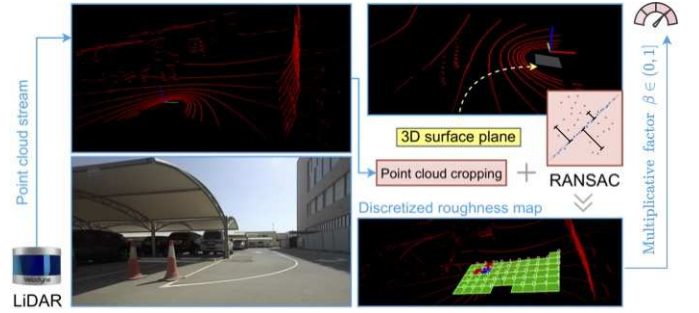 Point cloud stream
3D surface plane
Point cloud cropping
+
RANSAC
Discretized roughness map
Multiplicative factor β ∈ (0, 1]
Velodyne
LiDAR